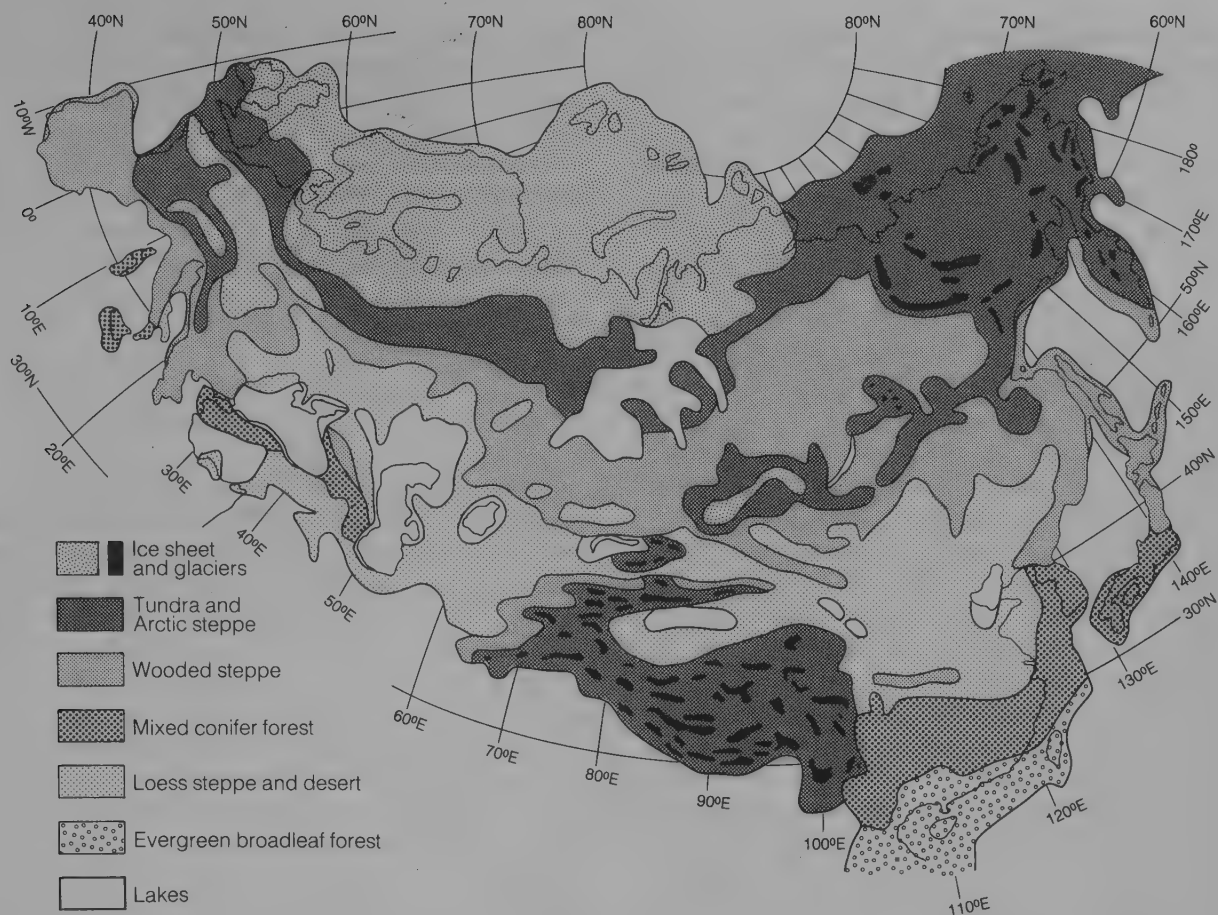 40ºN
50ºN
60ºN
70ºN
80ºN
80ºN
70ºN
60ºN
10ºW
0º
10ºE
30ºN
20ºE
30ºE
40ºE
50ºE
60ºE
70ºE
80ºE
90ºE
100ºE
110ºE
120ºE
130ºE
30ºN
140ºE
40ºN
150ºE
160ºE
50ºN
170ºE
180º
Ice sheet
and glaciers
Tundra and
Arctic steppe
Wooded steppe
Mixed conifer forest
Loess steppe and desert
Evergreen broadleaf forest
Lakes